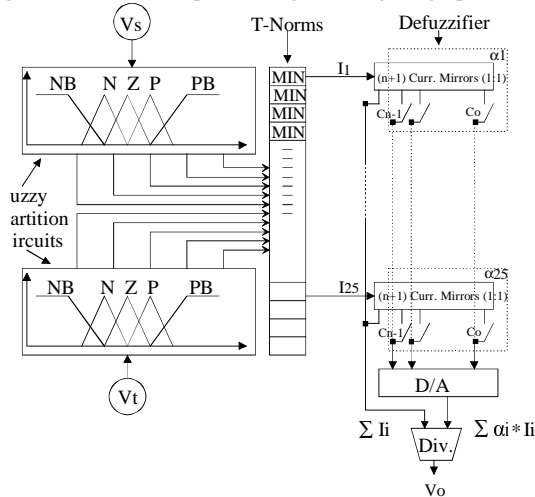 Vs
T-Norms
Defuzzifier
α1
I1
MIN
(n+1) Curr. Mirrors (1:1)
MIN
MIN
MIN
Cn-1
Co
NB N Z P PB
uzzy
artition
ircuits
NB N Z P PB
I25
α25
(n+1) Curr. Mirrors (1:1)
Cn-1
Co
D/A
Vt
∑ Ii
∑ αi * Ii
Div.
Vo